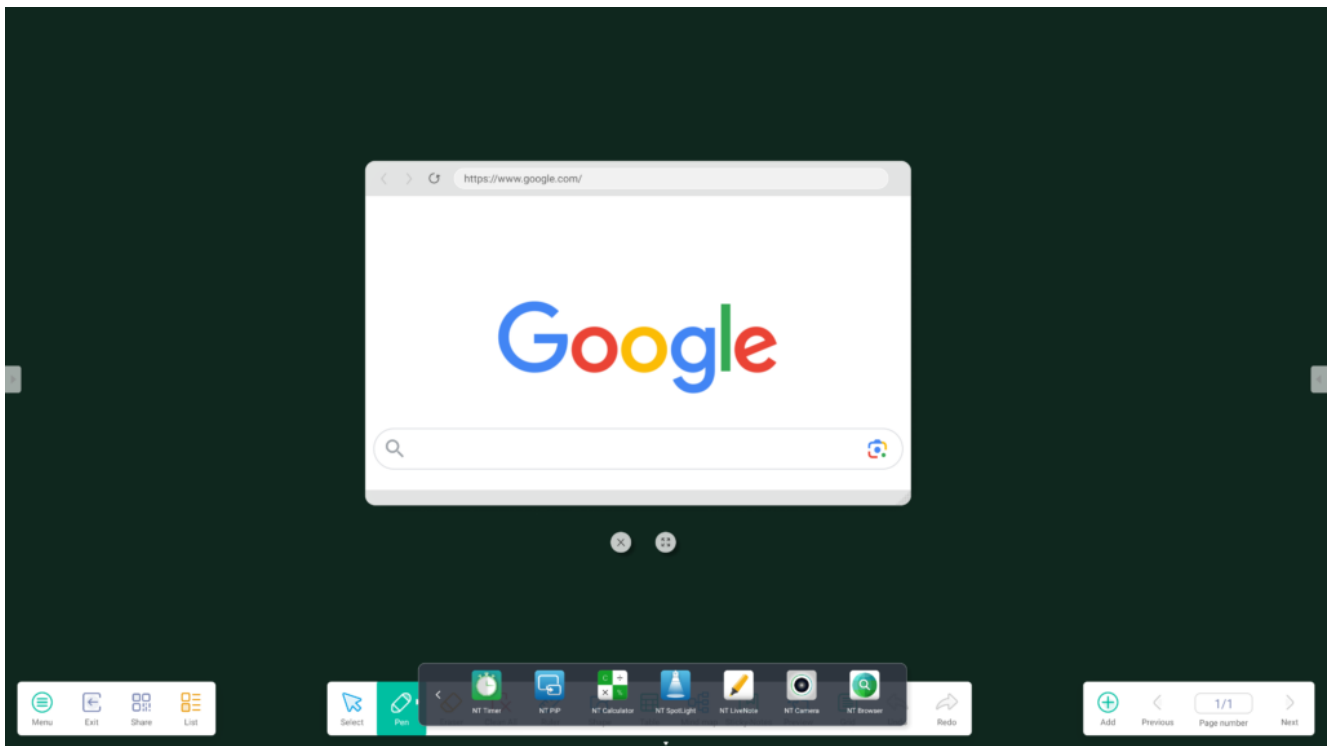 https://www.google.com/
Google
NT Timer
NT PIP
NT Calculator
NT SpotLight
NT LiveNote
NT Camera
NT Browser
Menu
Exit
Share
List
Select
Pen
Redo
Add
Previous
1/1
Page number
Next